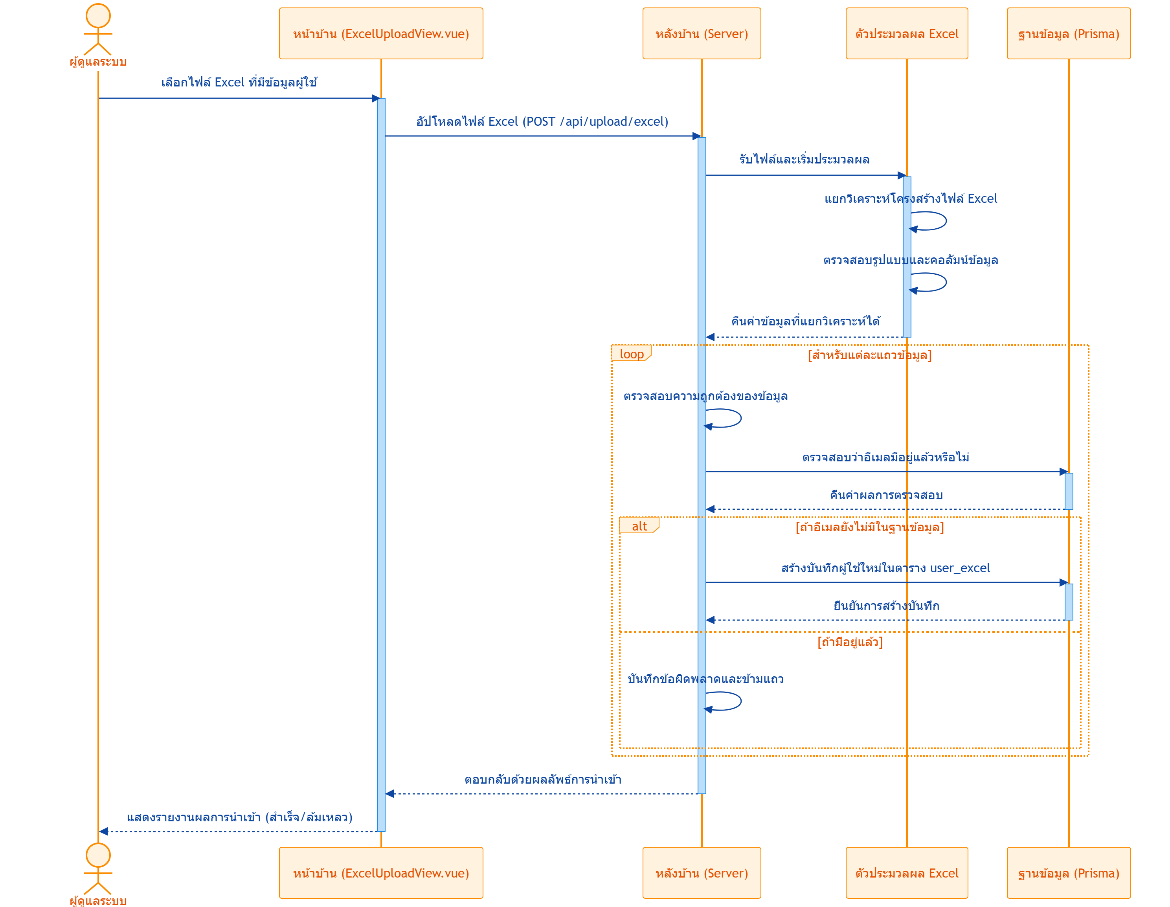 หน้าบ้าน (ExcelUploadView.vue)
หลังบ้าน (Server)
ตัวประมวลผล Excel
ฐานข้อมูล (Prisma)
ผู้ดูแลระบบ
เลือกไฟล์ Excel ที่มีข้อมูลผู้ใช้
อัปโหลดไฟล์ Excel (POST /api/upload/excel)
รับไฟล์และเริ่มประมวลผล
แยกวิเคราะห์โครงสร้างไฟล์ Excel
ตรวจสอบรูปแบบและคอลัมน์ข้อมูล
คืนค่าข้อมูลที่แยกวิเคราะห์ได้
loop
[สำหรับแต่ละแถวข้อมูล]
ตรวจสอบความถูกต้องของข้อมูล
ตรวจสอบว่าอีเมลมีอยู่แล้วหรือไม่
คืนค่าผลการตรวจสอบ
alt
[ถ้าอีเมลยังไม่มีในฐานข้อมูล]
สร้างบันทึกผู้ใช้ใหม่ในตาราง user_excel
ยืนยันการสร้างบันทึก
[ถ้ามีอยู่แล้ว]
บันทึกข้อผิดพลาดและข้ามแถว
ตอบกลับด้วยผลลัพธ์การนำเข้า
แสดงรายงานผลการนำเข้า (สำเร็จ/ล้มเหลว)
หน้าบ้าน (ExcelUploadView.vue)
หลังบ้าน (Server)
ตัวประมวลผล Excel
ฐานข้อมูล (Prisma)
ผู้ดูแลระบบ